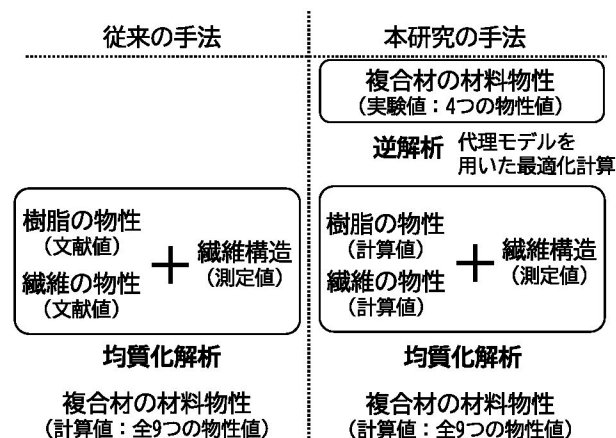 従来の手法
本研究の手法
複合材の材料物性
(実験値：4つの物性値)
逆解析
代理モデルを
用いた最適化計算
樹脂の物性
(文献値)
繊維の物性
(文献値)
+
繊維構造
(測定値)
樹脂の物性
(計算値)
繊維の物性
(計算値)
+
繊維構造
(測定値)
均質化解析
均質化解析
複合材の材料物性
(計算値：全9つの物性値)
複合材の材料物性
(計算値：全9つの物性値)